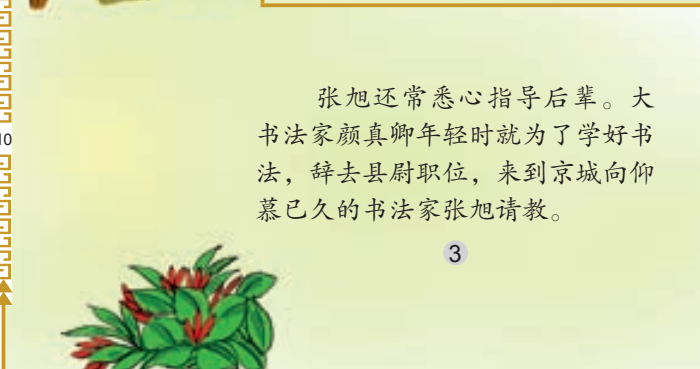 张旭还常悉心指导后辈。大
书法家颜真卿年轻时就为了学好书
法，辞去县尉职位，来到京城向仰
慕已久的书法家张旭请教。
3